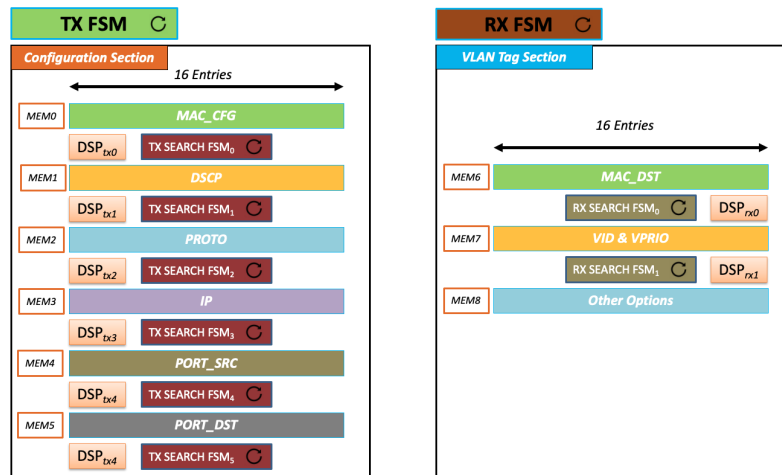 TX FSM
Configuration Section
16 Entries
MEM0
MAC_CFG
DSPtx0
TX SEARCH FSM0
MEM1
DSCP
DSPtx1
TX SEARCH FSM1
MEM2
PROTO
DSPtx2
TX SEARCH FSM2
MEM3
IP
DSPtx3
TX SEARCH FSM3
MEM4
PORT_SRC
DSPtx4
TX SEARCH FSM4
MEM5
PORT_DST
DSPtx4
TX SEARCH FSM5
RX FSM
VLAN Tag Section
16 Entries
MEM6
MAC_DST
RX SEARCH FSM0
DSPrx0
MEM7
VID & VPRIO
RX SEARCH FSM1
DSPrx1
MEM8
Other Options